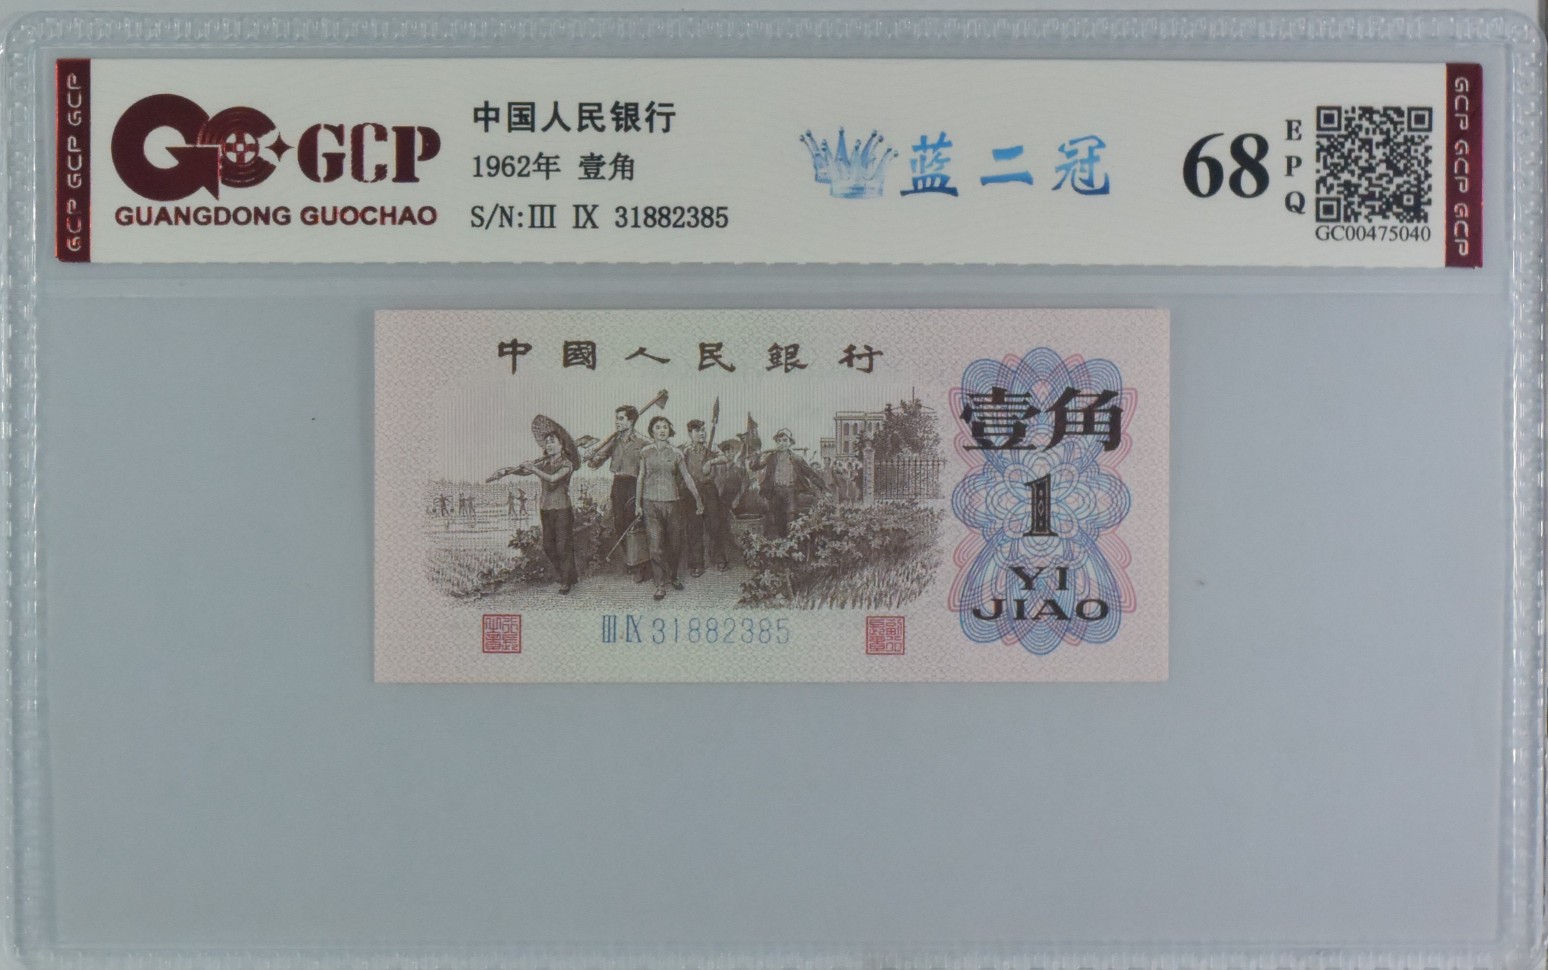 GCP GCP GCP
GCP
GUANGDONG GUOCHAO
中国人民银行
1962年 壹角
S/N:III IX 31882385
蓝二冠
68
EPQ
GC00475040
GCP GCP GCP
中國人民銀行
壹角
1
YI
JIAO
III IX 31882385